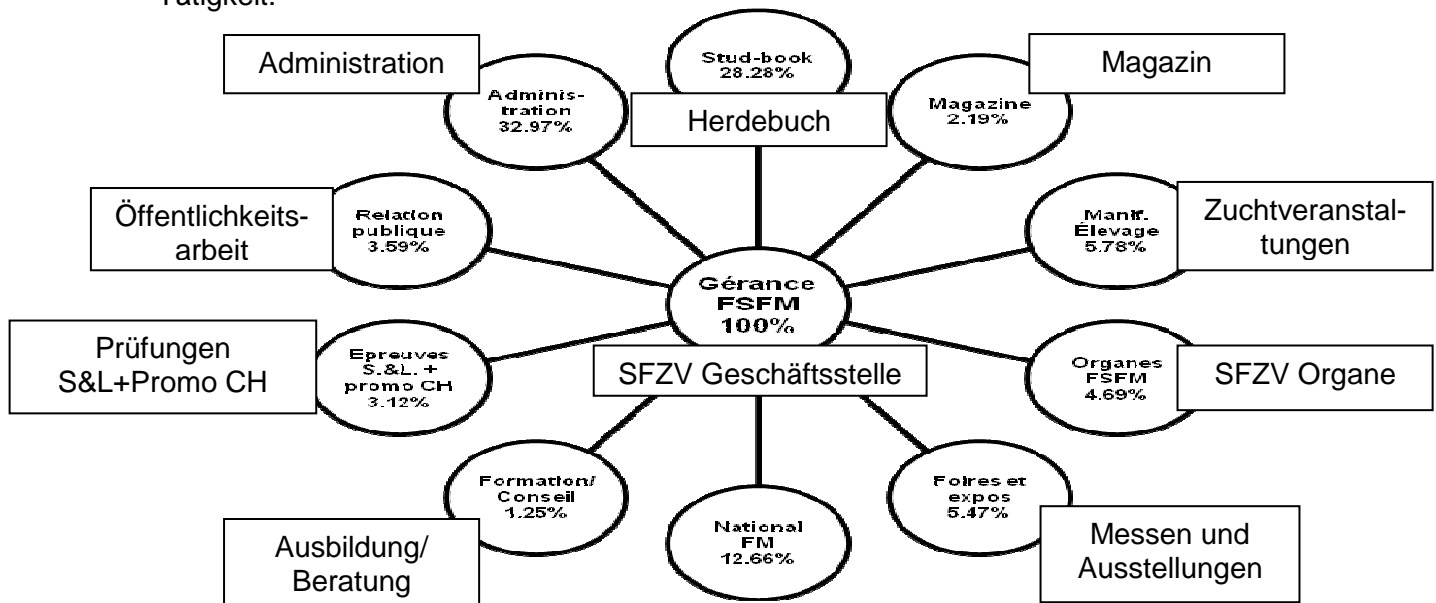 Tätigkeit.
Administration
Adminis-
tration
32.97%
Stud-book
28.28%
Herdebuch
Magazine
2.19%
Magazin
Öffentlichkeits-
arbeit
Relation
publique
3.59%
Gérance
FSFM
100%
SFZV Geschäftsstelle
Manif.
Élevage
5.78%
Zuchtveranstal-
tungen
Prüfungen
S&L+Promo CH
Epreuves
S.&L. +
promo CH
3.12%
Organes
FSFM
4.69%
SFZV Organe
Ausbildung/
Beratung
Formation/
Conseil
1.25%
National
FM
12.66%
Foires et
expos
5.47%
Messen und
Ausstellungen